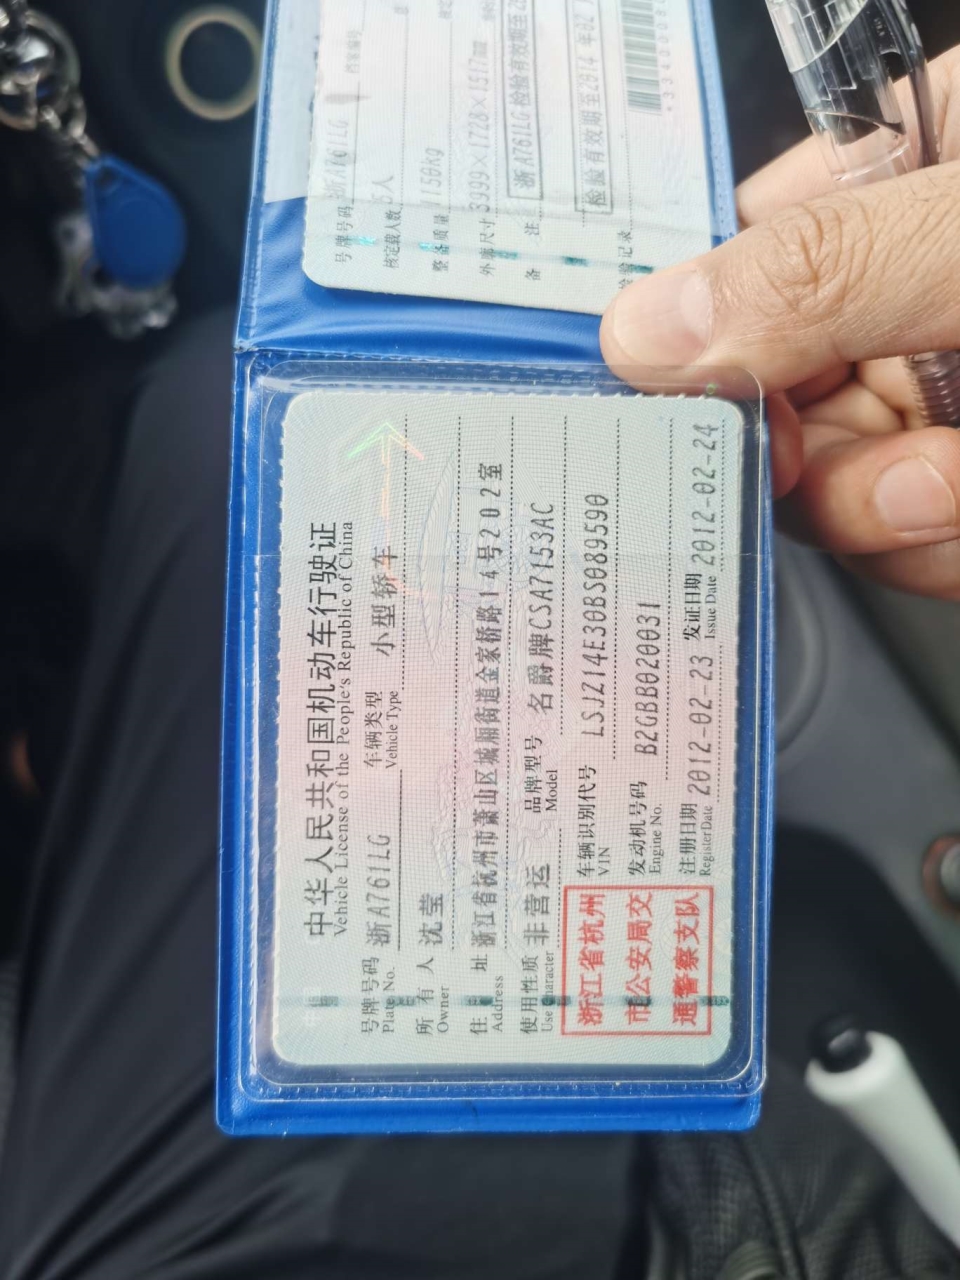 中华人民共和国机动车行驶证
Vehicle License of the People's Republic of China
号牌号码 浙A761LG 车辆类型 小型轿车
Plate No. Vehicle Type
所有人 沈莹
Owner
住址 浙江省杭州市萧山区城厢街道金家桥路14号202室
Address
使用性质 非营运 品牌型号 名爵牌CSA7153AC
Use Character Model
浙江省杭州
市公安局交
通警察支队
车辆识别代号 LSJZ14E30BS089590
VIN
发动机号码 B2GBB020031
Engine No.
注册日期 2012-02-23 发证日期 2012-02-24
Register Date Issue Date
号牌号码 浙A761LG 档案编号
核定载人数 5人
整备质量 1150kg
外廓尺寸 3999×1728×1517mm
备注 浙A761LG 检验有效期至20
检验有效期至2014年02
检验记录